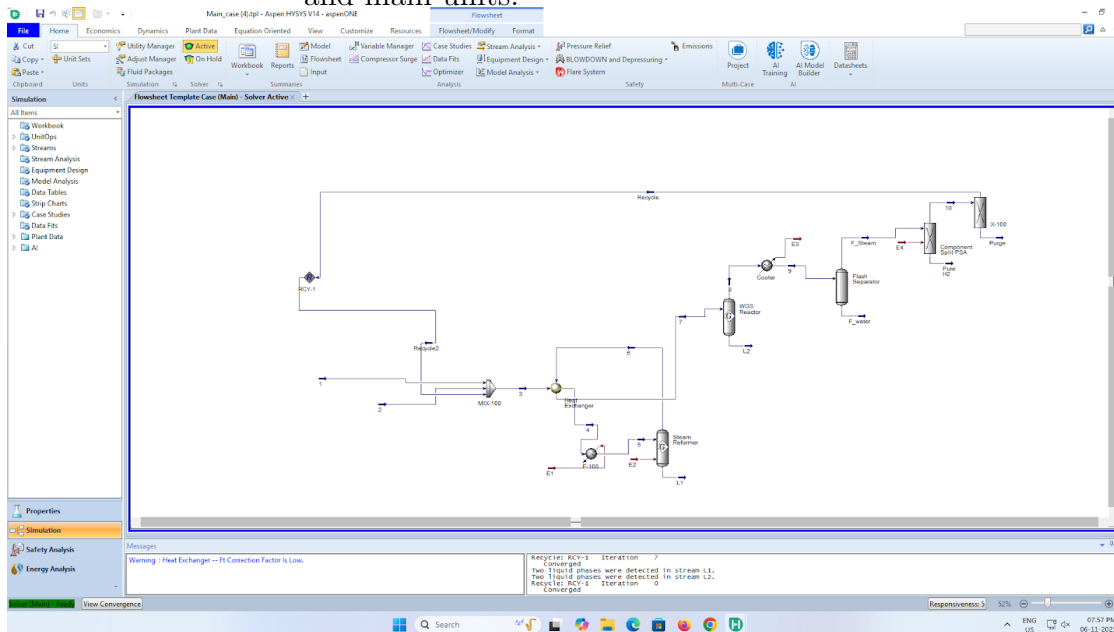 and main units.
Main_case (4).tpl - Aspen HYSYS V14 - aspenONE
Flowsheet
File Home Economics Dynamics Plant Data Equation Oriented View Customize Resources Flowsheet/Modify Format
Cut SI Utility Manager Active Model Variable Manager Case Studies Stream Analysis Pressure Relief Emissions
Copy Unit Sets Adjust Manager On Hold Workbook Reports Flowsheet Compressor Surge Data Fits Equipment Design BLOWDOWN and Depressuring Project AI Training AI Model Builder Datasheets
Paste Fluid Packages Input Optimizer Model Analysis Flare System
Clipboard Units Simulation Solver Summaries Analysis Safety Multi-Case AI
Simulation
Flowsheet Template Case (Main) - Solver Active
All Items
Workbook
UnitOps
Streams
Stream Analysis
Equipment Design
Model Analysis
Data Tables
Strip Charts
Case Studies
Data Fits
Plant Data
AI
Recycle
10
X-100
Purge
E3
F_Steam
E4
Component
Split PSA
Pure
H2
Cooler
9
Flash
Separator
F_water
RCY-1
8
WGS
Reactor
7
L2
Recycle2
6
1
2
MIX-100
3
Heat
Exchanger
4
E-100
5
E1
E2
Steam
Reformer
L1
Properties
Simulation
Safety Analysis
Energy Analysis
Messages
Warning : Heat Exchanger -- Ft Correction Factor is Low.
Recycle: RCY-1 Iteration 7
Converged
Two liquid phases were detected in stream L1.
Two liquid phases were detected in stream L2.
Recycle: RCY-1 Iteration 0
Converged
Solver (Main) - Ready View Convergence Responsiveness: 5 52%
Search
ENG
US
07:57 PM
06-11-202